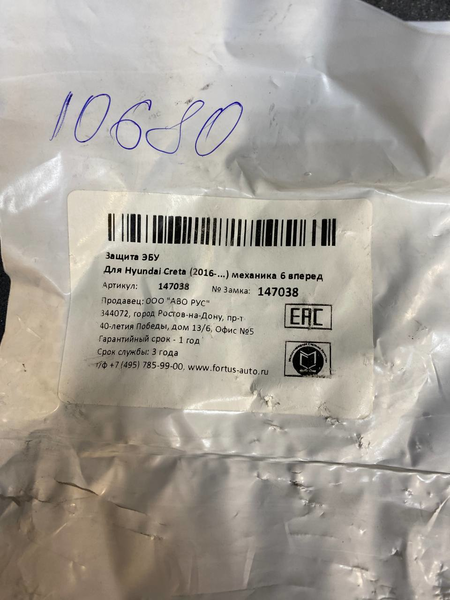 10680
Защита ЭБУ
Для Hyundai Creta (2016-...) механика 6 вперед
Артикул: 147038 № Замка: 147038
Продавец: ООО "АВО РУС"
344072, город Ростов-на-Дону, пр-т
40-летия Победы, дом 13/6, Офис №5
Гарантийный срок - 1 год
Срок службы: 3 года
т/ф +7 (495) 785-99-00, www.fortus-auto.ru
ЕАС